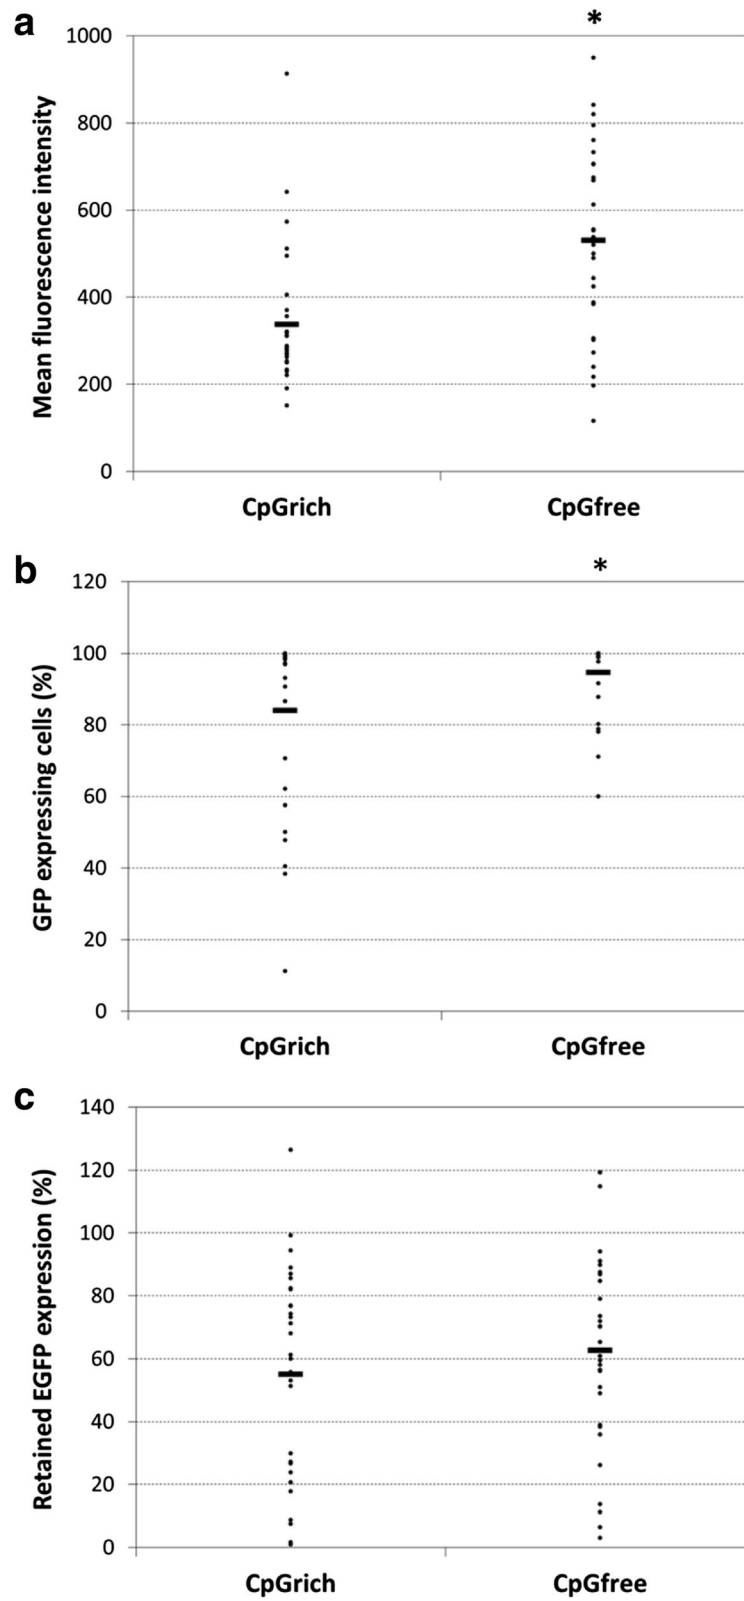 a
*
1000
800
600
400
200
0
Mean fluorescence intensity
CpGrich CpGfree
b
*
120
100
80
60
40
20
0
GFP expressing cells (%)
CpGrich CpGfree
c
140
120
100
80
60
40
20
0
Retained EGFP expression (%)
CpGrich CpGfree